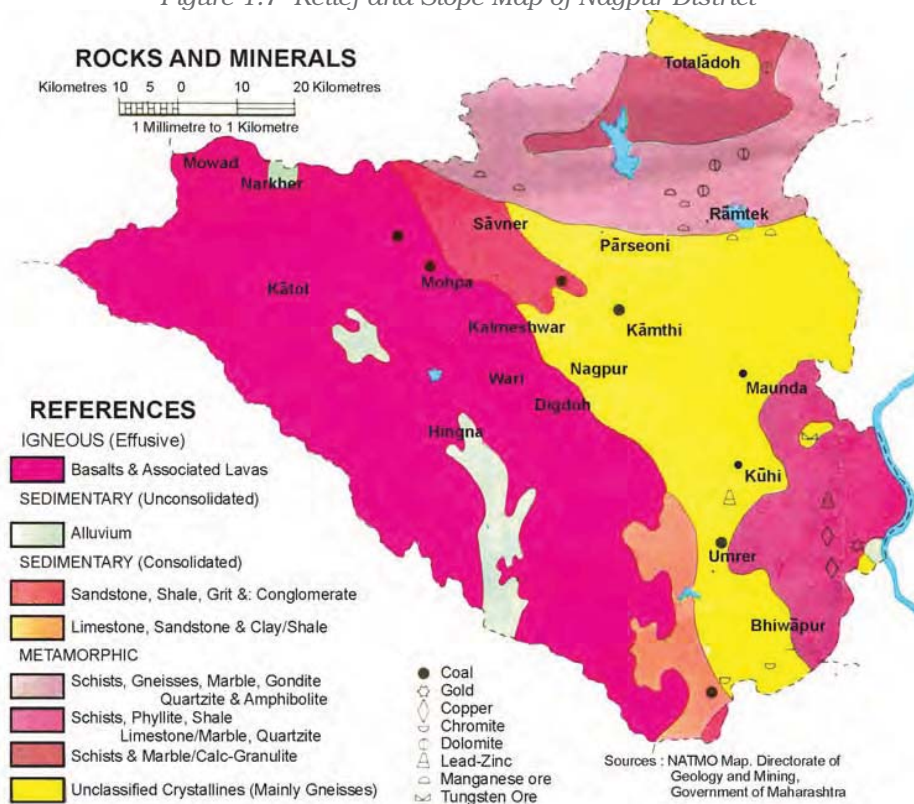 Figure 1.7 Relief and Slope Map of Nagpur District
ROCKS AND MINERALS
Kilometres 10 5 0 10 20 Kilometres
1 Millimetre to 1 Kilometre
Totalādoh
Mowad
Narkher
Rāmtek
Sāvner
Pārseoni
Mohpa
Kātol
Kalmeshwar
Kāmthi
Nagpur
Wari
Maunda
Digdoh
Hingna
Kūhi
Umrer
Bhiwāpur
REFERENCES
IGNEOUS (Effusive)
Basalts & Associated Lavas
SEDIMENTARY (Unconsolidated)
Alluvium
SEDIMENTARY (Consolidated)
Sandstone, Shale, Grit &: Conglomerate
Limestone, Sandstone & Clay/Shale
METAMORPHIC
Schists, Gneisses, Marble, Gondite
Quartzite & Amphibolite
Schists, Phyllite, Shale
Limestone/Marble, Quartzite
Schists & Marble/Calc-Granulite
Unclassified Crystallines (Mainly Gneisses)
Coal
Gold
Copper
Chromite
Dolomite
Lead-Zinc
Manganese ore
Tungsten Ore
Sources : NATMO Map. Directorate of
Geology and Mining,
Government of Maharashtra